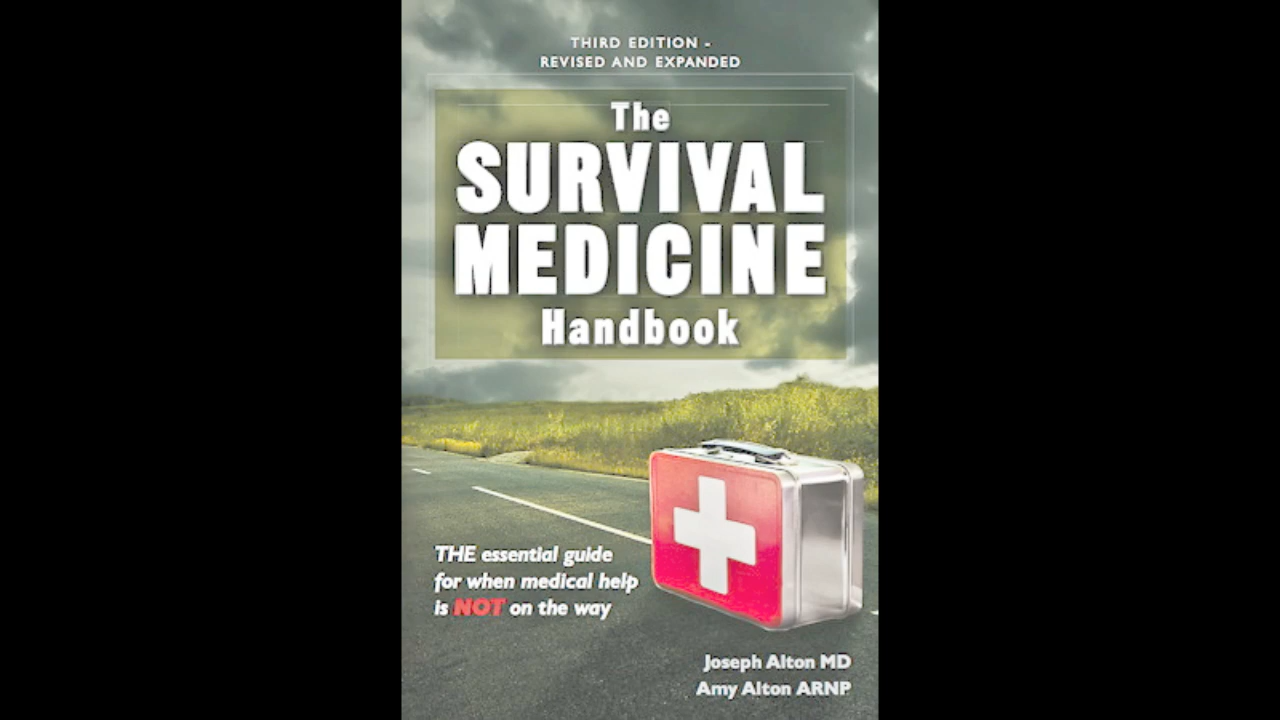 THIRD EDITION -
REVISED AND EXPANDED
The
SURVIVAL
MEDICINE
Handbook
THE essential guide
for when medical help
is NOT on the way
Joseph Alton MD
Amy Alton ARNP